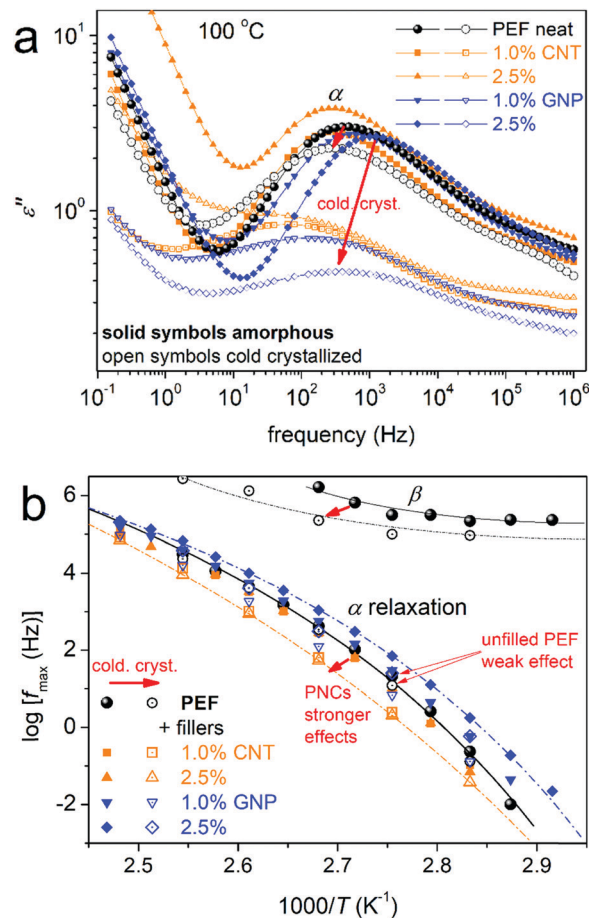 a
100 °C
PEF neat
1.0% CNT
2.5%
1.0% GNP
2.5%
α
cold. cryst.
solid symbols amorphous
open symbols cold crystallized
10¹
10⁰
ε''
10⁻¹ 10⁰ 10¹ 10² 10³ 10⁴ 10⁵ 10⁶
frequency (Hz)
b
β
α relaxation
unfilled PEF
weak effect
cold. cryst.
PNCs
stronger
effects
PEF
+ fillers
1.0% CNT
2.5%
1.0% GNP
2.5%
6
4
2
0
-2
log [f max (Hz)]
2.5 2.6 2.7 2.8 2.9
1000/T (K⁻¹)